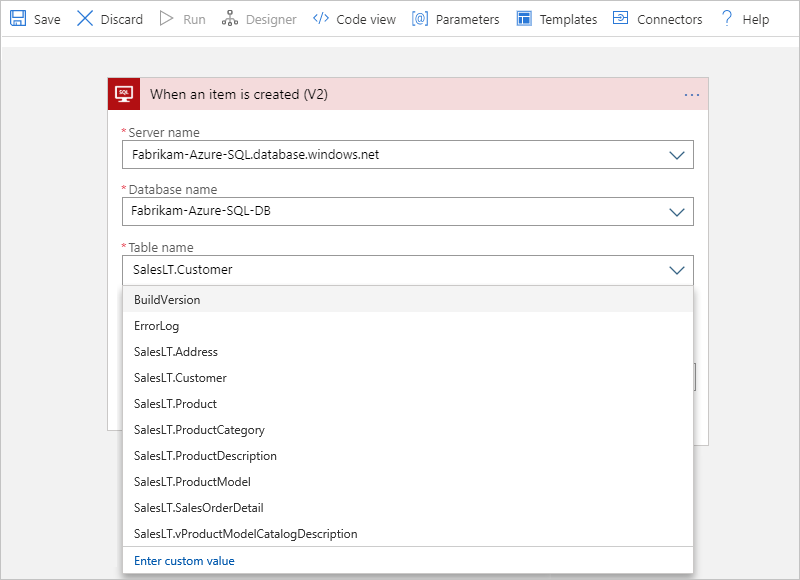 Save Discard Run Designer Code view Parameters Templates Connectors ? Help
SQL
When an item is created (V2) ...
* Server name
Fabrikam-Azure-SQL.database.windows.net
* Database name
Fabrikam-Azure-SQL-DB
* Table name
SalesLT.Customer
BuildVersion
ErrorLog
SalesLT.Address
SalesLT.Customer
SalesLT.Product
SalesLT.ProductCategory
SalesLT.ProductDescription
SalesLT.ProductModel
SalesLT.SalesOrderDetail
SalesLT.vProductModelCatalogDescription
Enter custom value